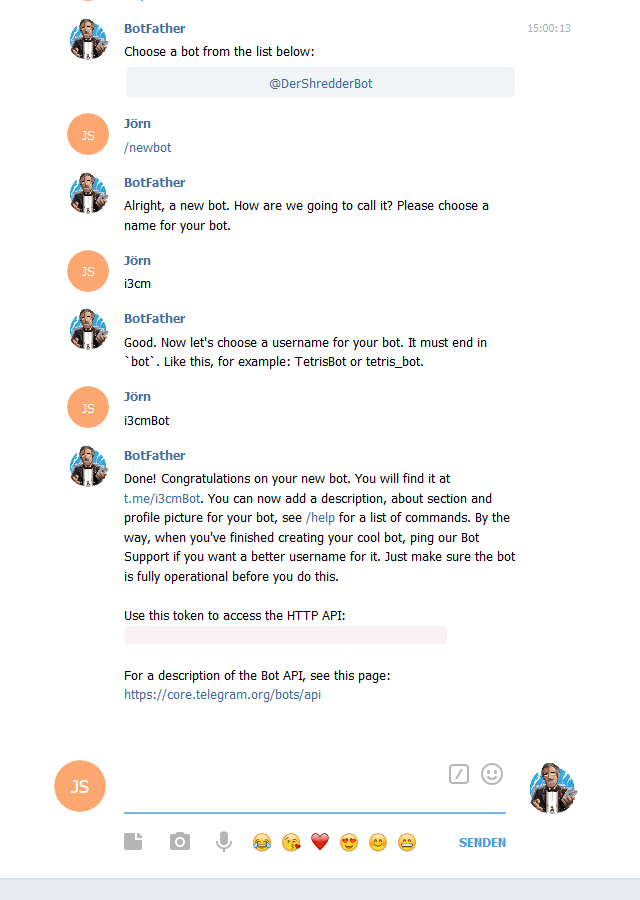 BotFather 15:00:13
Choose a bot from the list below:
@DerShredderBot
JS
Jörn
/newbot
BotFather
Alright, a new bot. How are we going to call it? Please choose a
name for your bot.
JS
Jörn
i3cm
BotFather
Good. Now let's choose a username for your bot. It must end in
`bot`. Like this, for example: TetrisBot or tetris_bot.
JS
Jörn
i3cmBot
BotFather
Done! Congratulations on your new bot. You will find it at
t.me/i3cmBot. You can now add a description, about section and
profile picture for your bot, see /help for a list of commands. By the
way, when you've finished creating your cool bot, ping our Bot
Support if you want a better username for it. Just make sure the bot
is fully operational before you do this.
Use this token to access the HTTP API:
For a description of the Bot API, see this page:
https://core.telegram.org/bots/api
JS
SENDEN